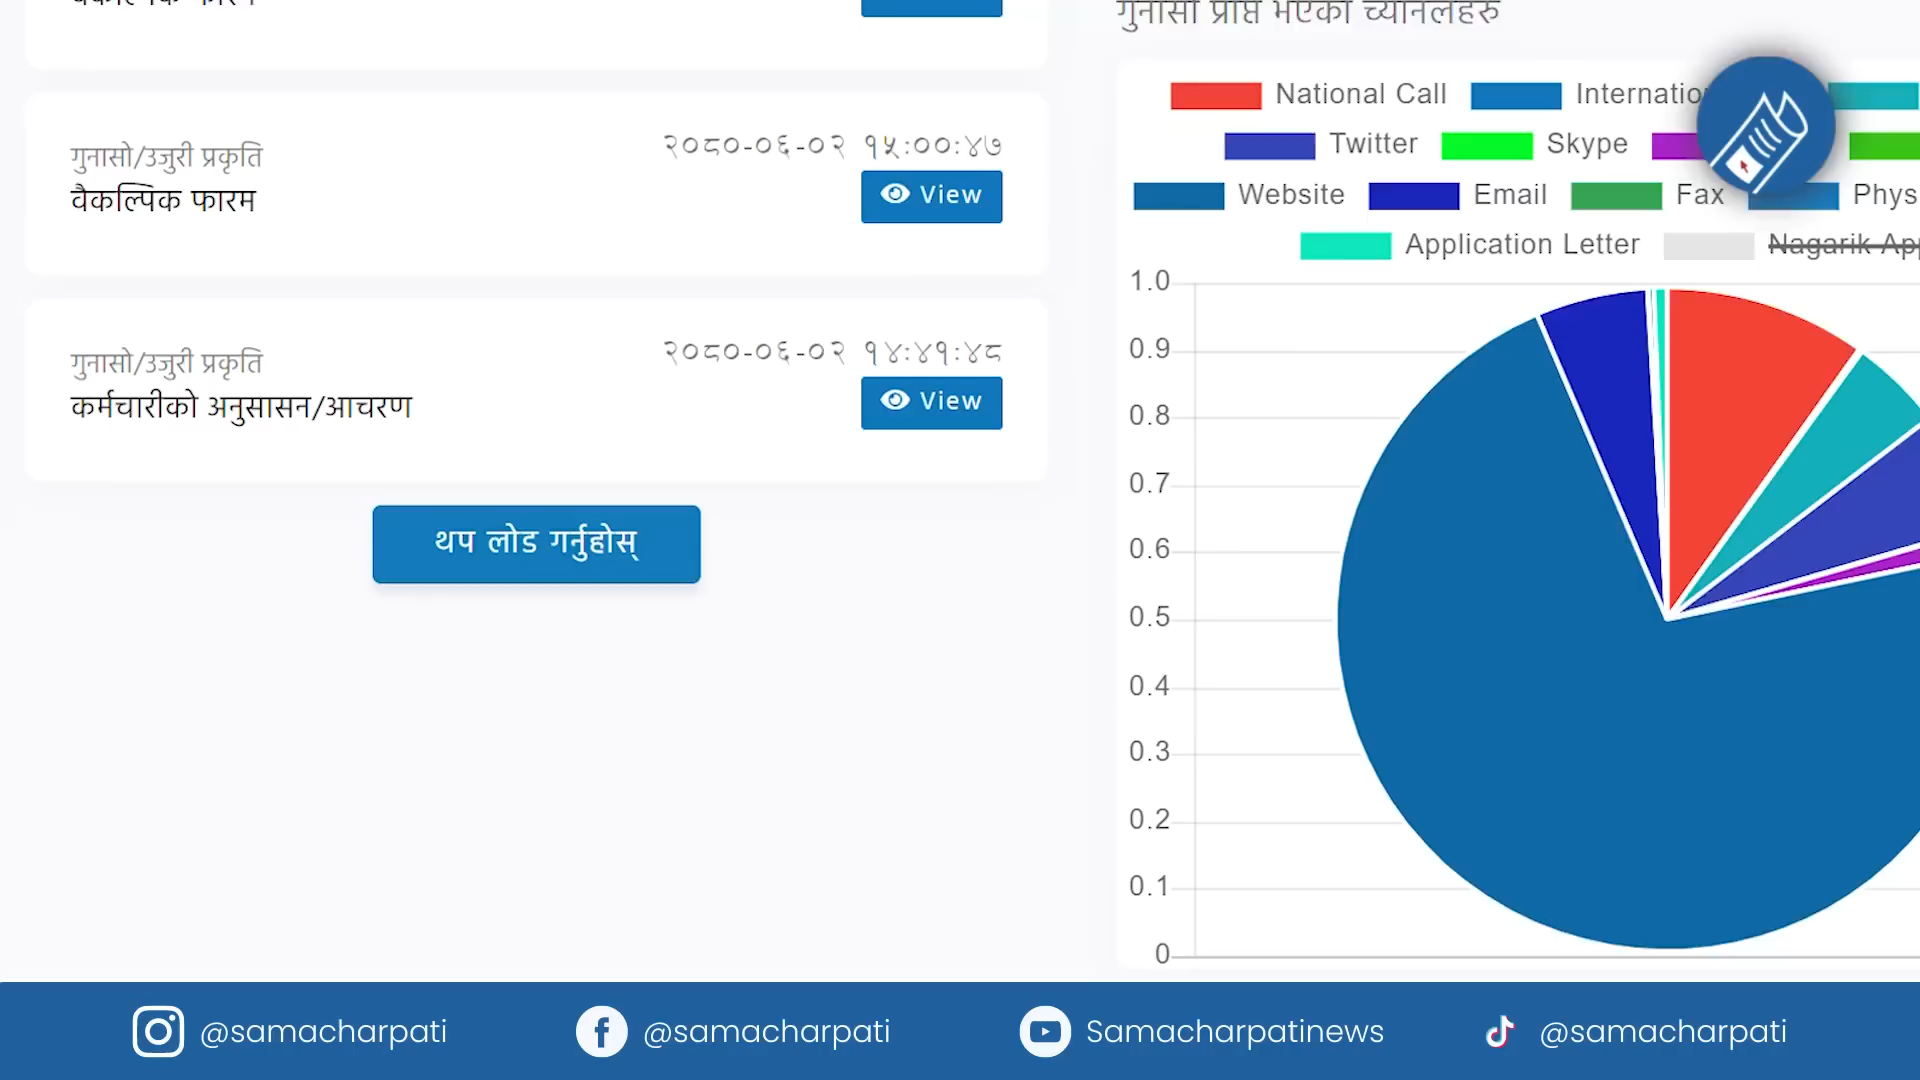 वैकल्पिक फारम
गुनासो/उजुरी प्रकृति
वैकल्पिक फारम
२०८०-०६-०२ १५:००:४७
View
गुनासो/उजुरी प्रकृति
कर्मचारीको अनुसासन/आचरण
२०८०-०६-०२ १४:४१:४८
View
थप लोड गर्नुहोस्
गुनासो प्राप्त भएका च्यानलहरु
National Call
Twitter Skype
Website Email Fax
Application Letter Nagarik
1.0
0.9
0.8
0.7
0.6
0.5
0.4
0.3
0.2
0.1
0
@samacharpati @samacharpati Samacharpatinews @samacharpati